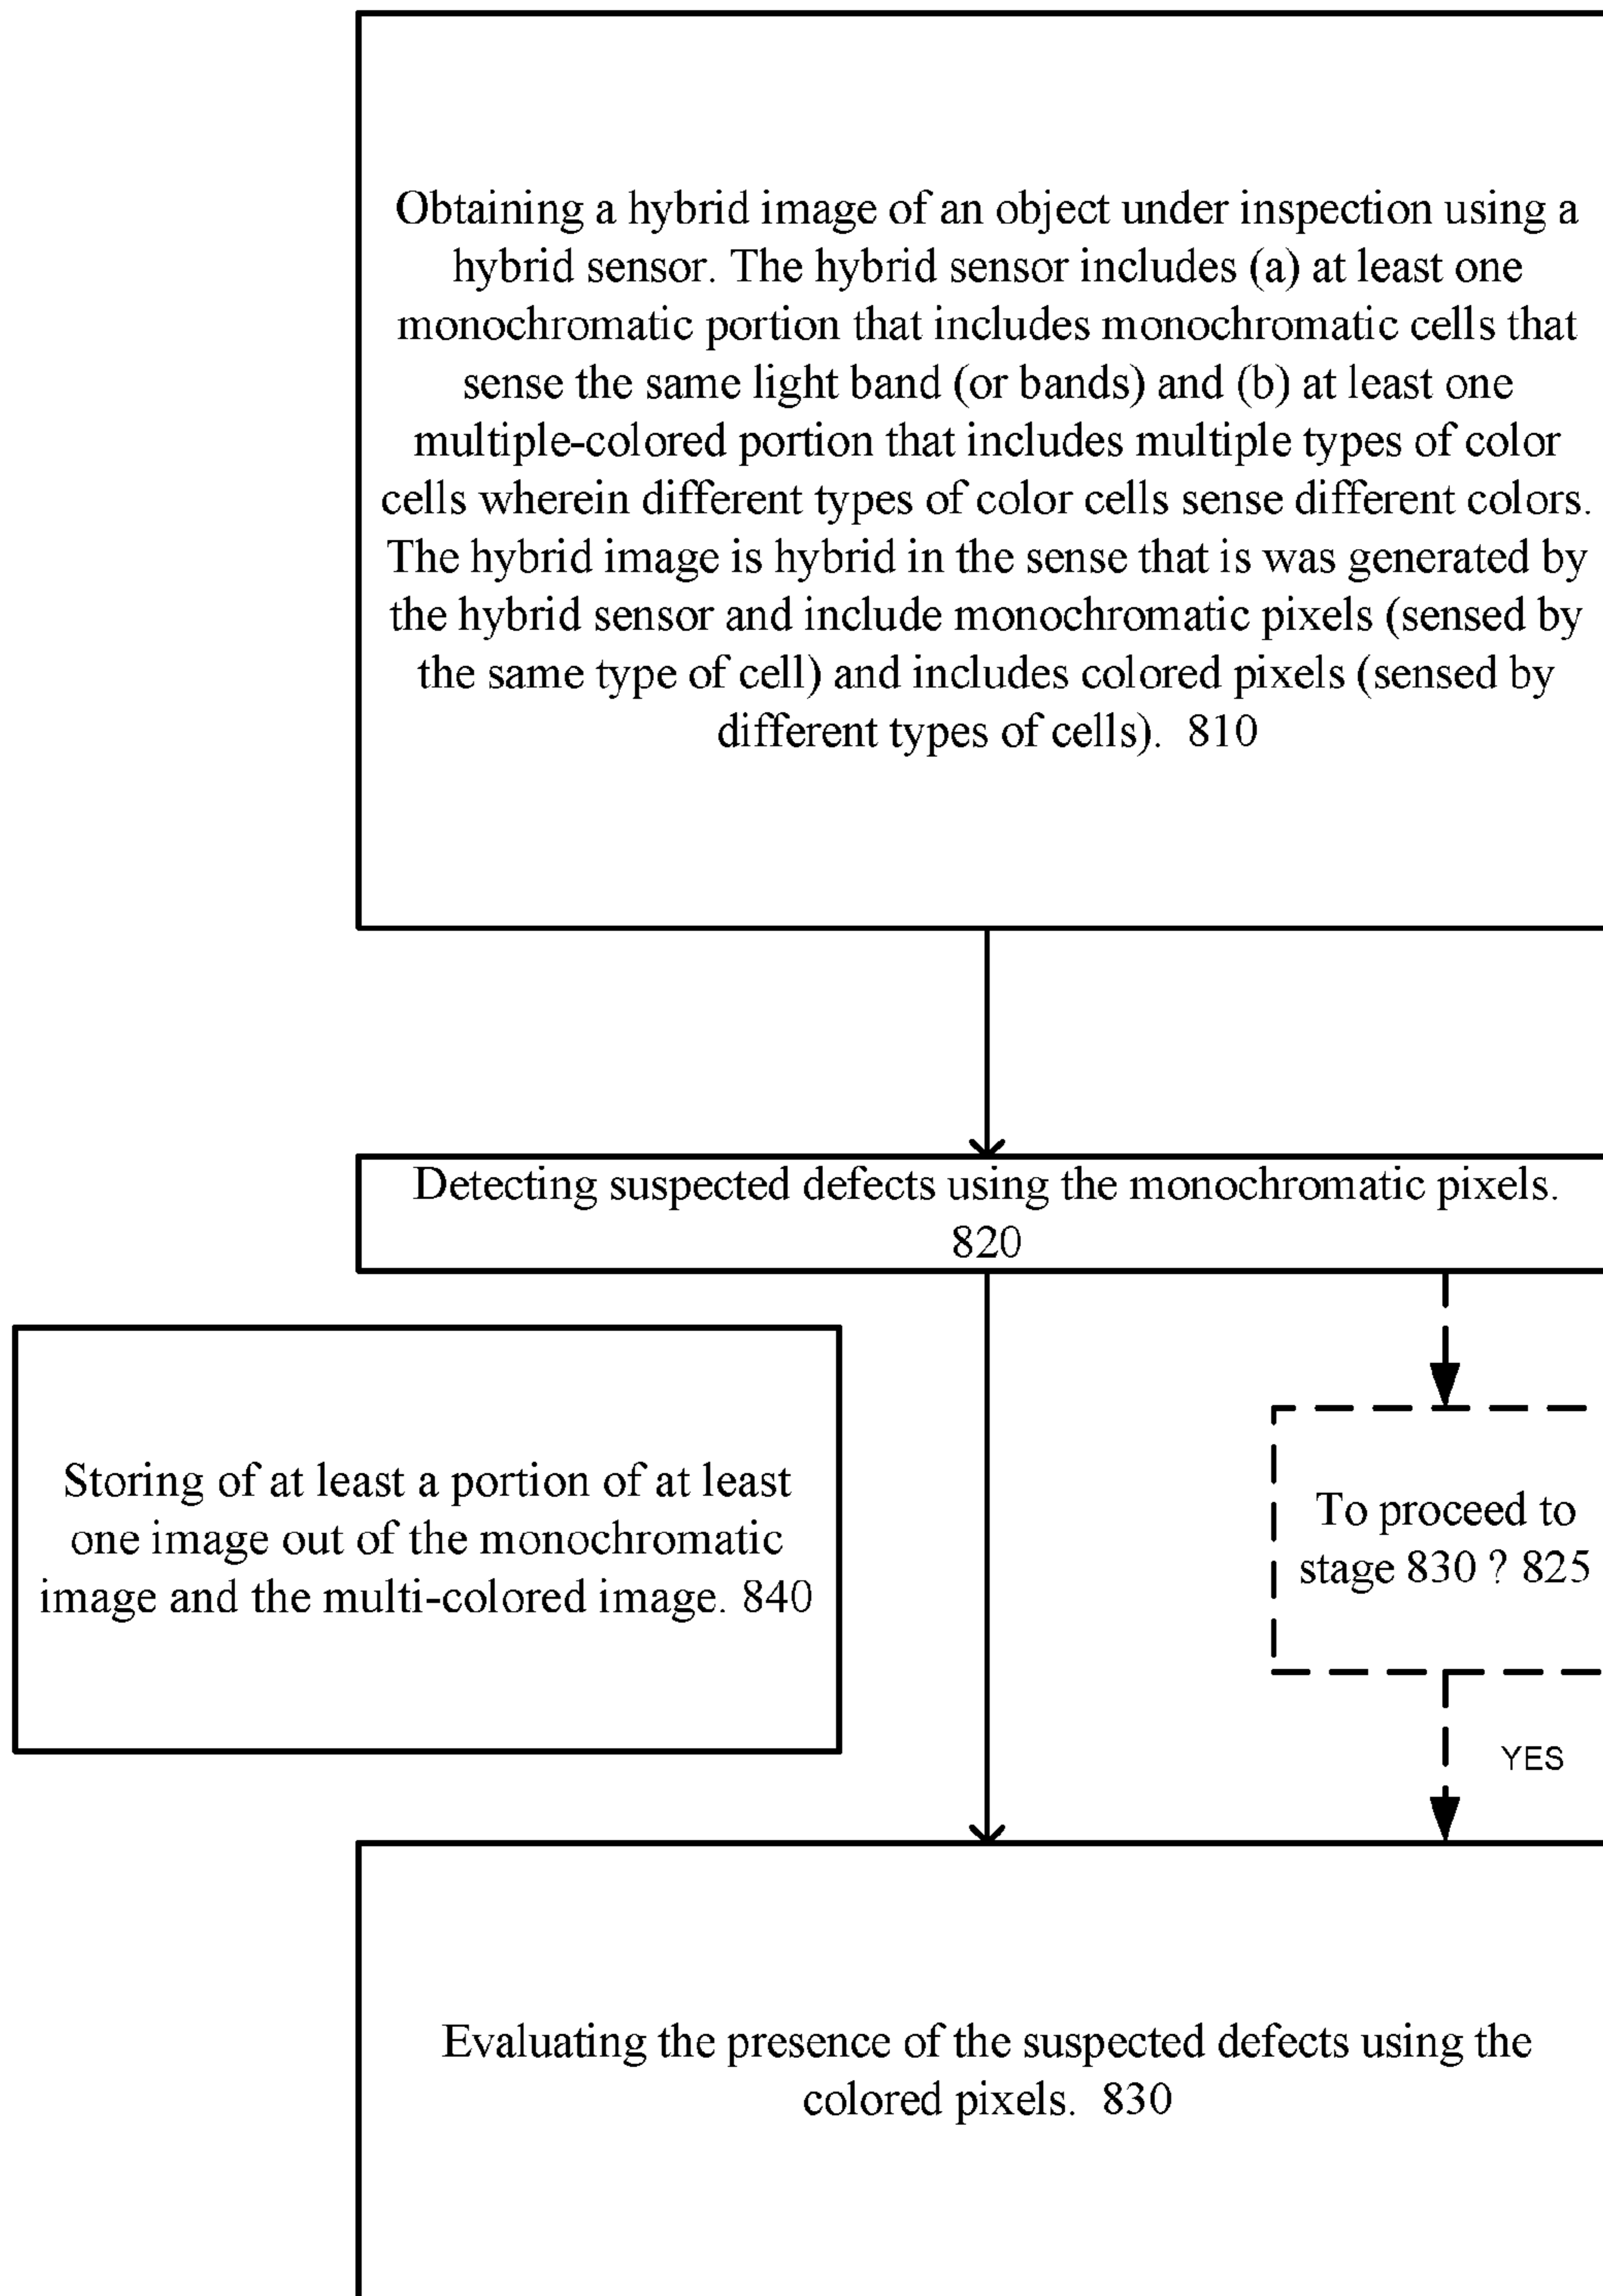 Obtaining a hybrid image of an object under inspection using a
hybrid sensor. The hybrid sensor includes (a) at least one
monochromatic portion that includes monochromatic cells that
sense the same light band (or bands) and (b) at least one
multiple-colored portion that includes multiple types of color
cells wherein different types of color cells sense different colors.
The hybrid image is hybrid in the sense that is was generated by
the hybrid sensor and include monochromatic pixels (sensed by
the same type of cell) and includes colored pixels (sensed by
different types of cells). 810
Detecting suspected defects using the monochromatic pixels.
820
Storing of at least a portion of at least
one image out of the monochromatic
image and the multi-colored image. 840
To proceed to
stage 830 ? 825
YES
Evaluating the presence of the suspected defects using the
colored pixels. 830